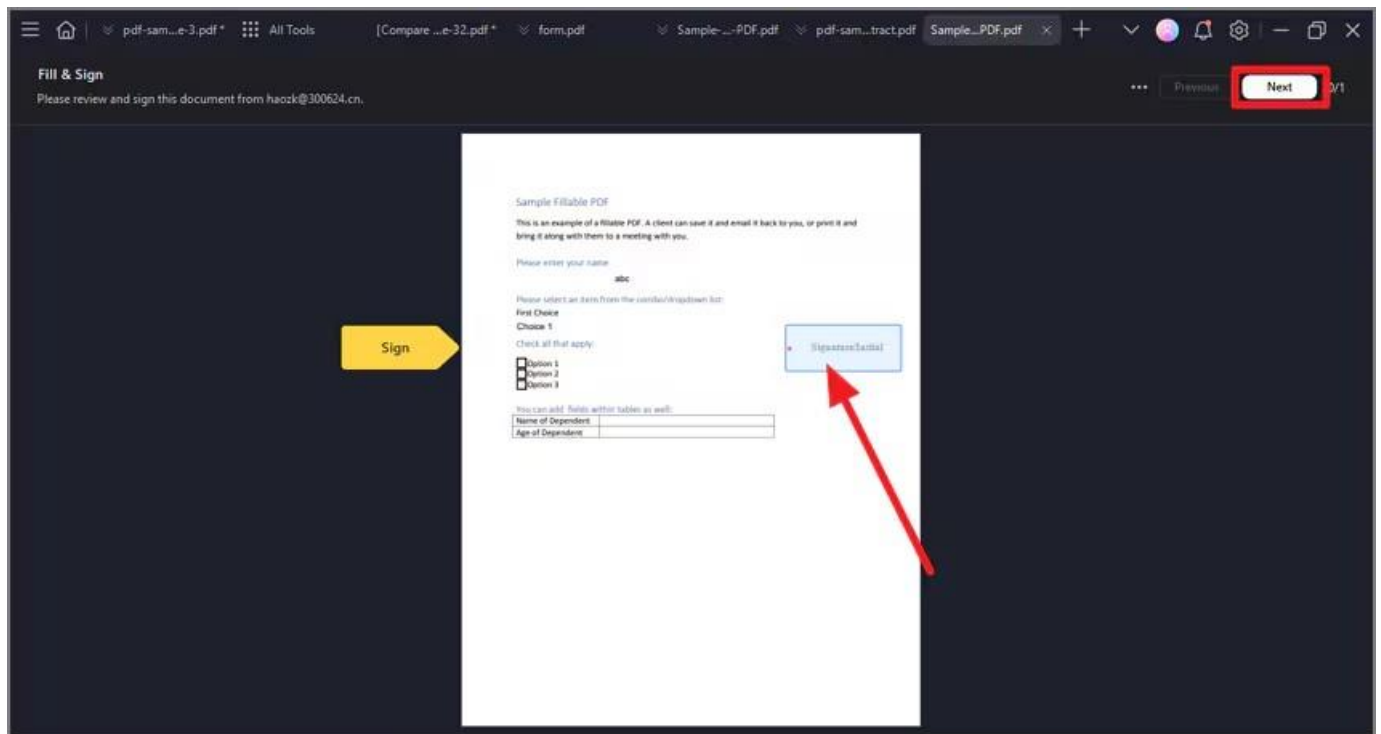 pdf-sam...e-3.pdf* All Tools [Compare ...e-32.pdf* form.pdf Sample-...-PDF.pdf pdf-sam...tract.pdf Sample...PDF.pdf
Fill & Sign
Please review and sign this document from haozk@300624.cn.
Previous Next 0/1
Sample Fillable PDF
This is an example of a fillable PDF. A client can save it and email it back to you, or print it and
bring it along with them to a meeting with you.
Please enter your name
abc
Please select an item from the combo/dropdown list:
First Choice
Choice 1
Sign
Check all that apply:
Option 1
Option 2
Option 3
You can add fields within tables as well:
Name of Dependent
Age of Dependent